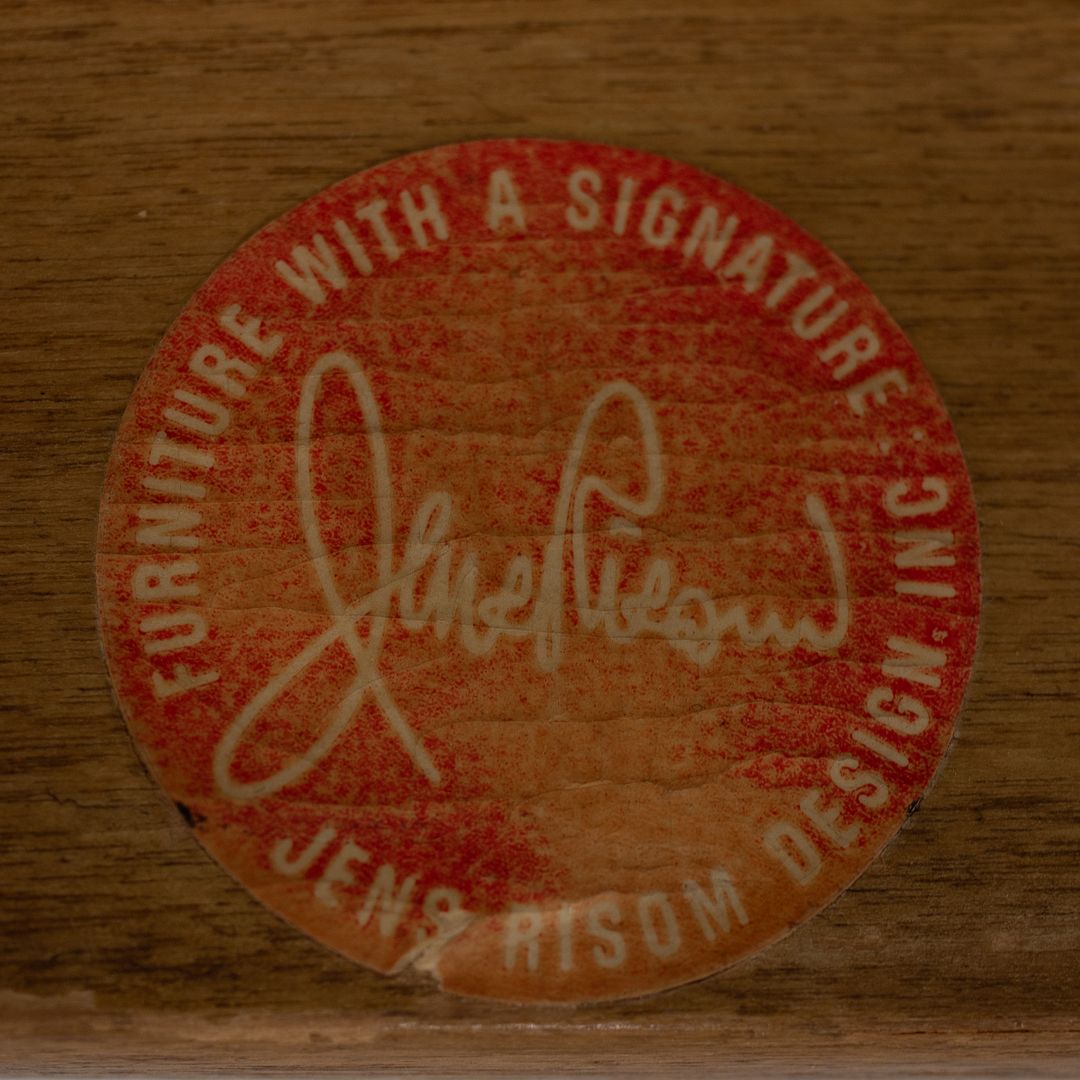 FURNITURE WITH A SIGNATURE ·
Jens Risom
JENS RISOM DESIGN. INC ·